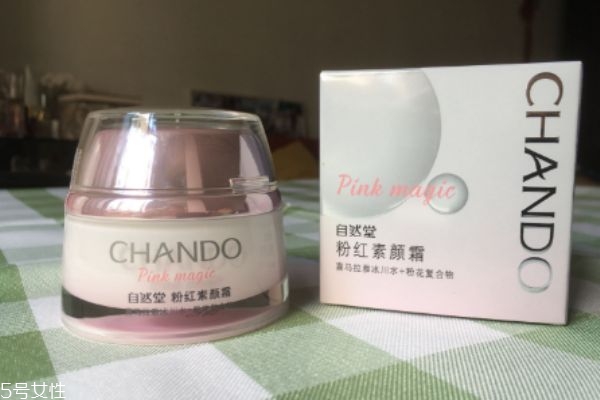 CHANDO
Pink magic
自然堂 粉红素颜霜
Pink magic
自然堂
粉红素颜霜
喜马拉雅冰川水+粉花复合物
CHANDO
5号女性